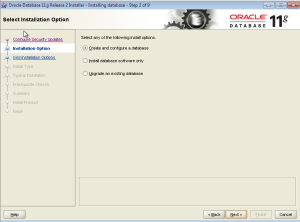 Oracle Database 11g Release 2 Installer - Installing database - Step 2 of 9
Select Installation Option
ORACLE
DATABASE
11g
Configure Security Updates
Installation Option
Grid Installation Options
Install Type
Typical Installation
Prerequisite Checks
Summary
Install Product
Finish
Select any of the following install options.
Create and configure a database
Install database software only
Upgrade an existing database
Help
< Back
Next >
Finish
Cancel